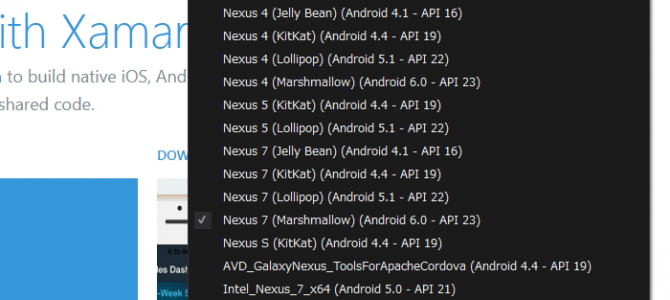 ith Xamar
n to build native iOS, And
shared code.
DOW
les Dash
-Week S
Nexus 4 (Jelly Bean) (Android 4.1 - API 16)
Nexus 4 (KitKat) (Android 4.4 - API 19)
Nexus 4 (Lollipop) (Android 5.1 - API 22)
Nexus 4 (Marshmallow) (Android 6.0 - API 23)
Nexus 5 (KitKat) (Android 4.4 - API 19)
Nexus 5 (Lollipop) (Android 5.1 - API 22)
Nexus 7 (Jelly Bean) (Android 4.1 - API 16)
Nexus 7 (KitKat) (Android 4.4 - API 19)
Nexus 7 (Lollipop) (Android 5.1 - API 22)
Nexus 7 (Marshmallow) (Android 6.0 - API 23)
Nexus S (KitKat) (Android 4.4 - API 19)
AVD_GalaxyNexus_ToolsForApacheCordova (Android 4.4 - API 19)
Intel_Nexus_7_x64 (Android 5.0 - API 21)